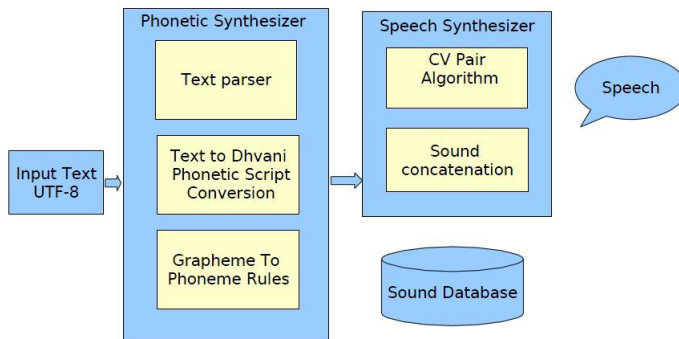 Phonetic Synthesizer
Text parser
Text to Dhvani
Phonetic Script
Conversion
Grapheme To
Phoneme Rules
Input Text
UTF-8
Speech Synthesizer
CV Pair
Algorithm
Sound
concatenation
Speech
Sound Database